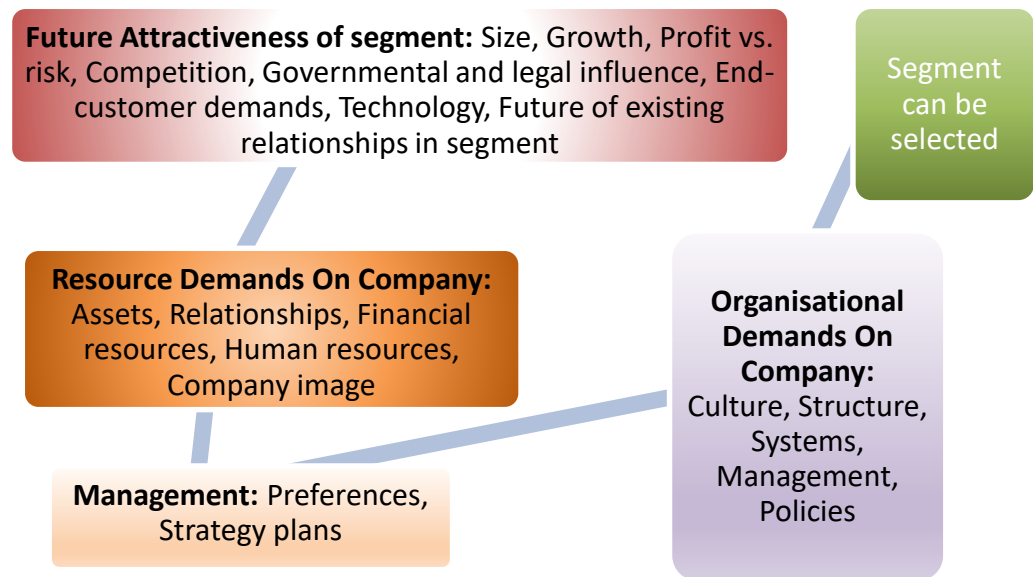 Future Attractiveness of segment: Size, Growth, Profit vs.
risk, Competition, Governmental and legal influence, End-
customer demands, Technology, Future of existing
relationships in segment
Segment
can be
selected
Resource Demands On Company:
Assets, Relationships, Financial
resources, Human resources,
Company image
Management: Preferences,
Strategy plans
Organisational
Demands On
Company:
Culture, Structure,
Systems,
Management,
Policies